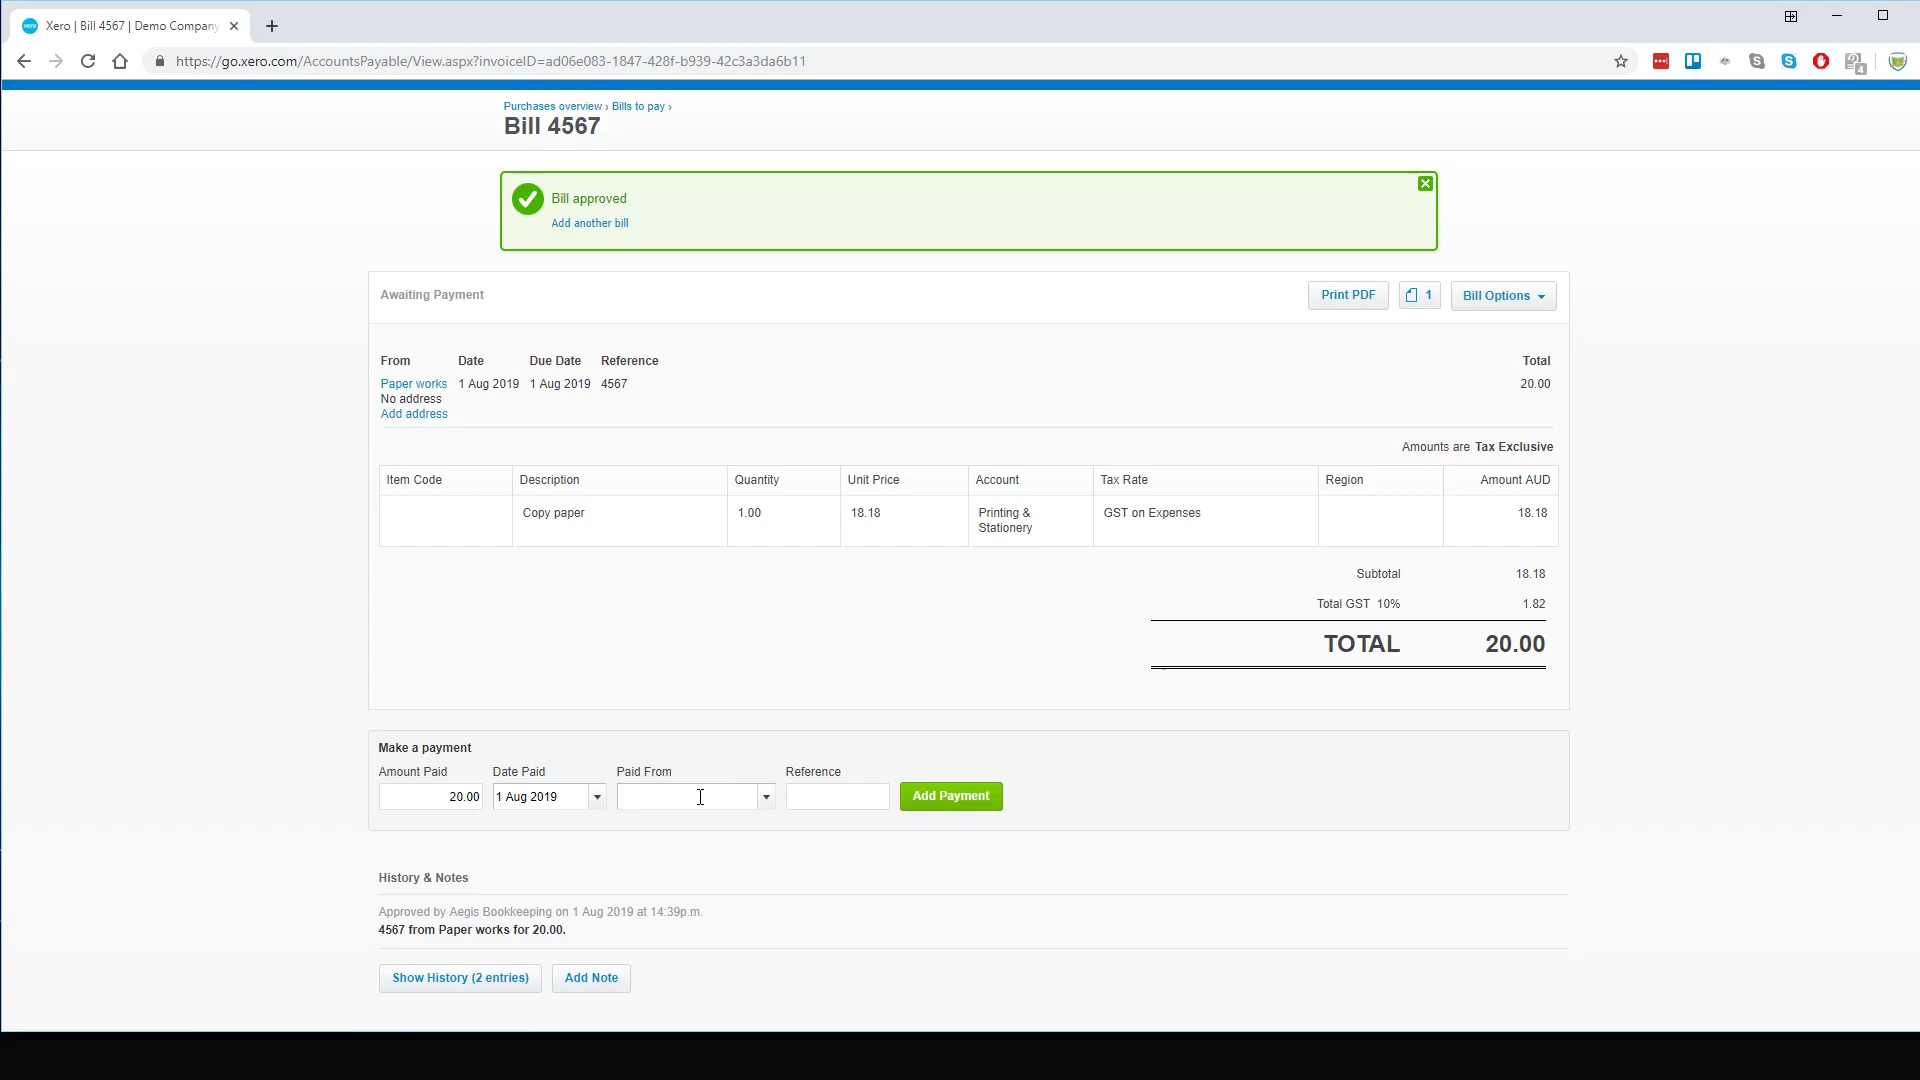 Xero | Bill 4567 | Demo Company
https://go.xero.com/AccountsPayable/View.aspx?invoiceID=ad06e083-1847-428f-b939-42c3a3da6b11
4
Purchases overview › Bills to pay ›
Bill 4567
Bill approved
Add another bill
Awaiting Payment
Print PDF
1
Bill Options
From Date Due Date Reference Total
Paper works 1 Aug 2019 1 Aug 2019 4567 20.00
No address
Add address
Amounts are Tax Exclusive
Item Code Description Quantity Unit Price Account Tax Rate Region Amount AUD
Copy paper 1.00 18.18 Printing & GST on Expenses 18.18
Stationery
Subtotal 18.18
Total GST 10% 1.82
TOTAL 20.00
Make a payment
Amount Paid Date Paid Paid From Reference
20.00 1 Aug 2019 Add Payment
History & Notes
Approved by Aegis Bookkeeping on 1 Aug 2019 at 14:39p.m.
4567 from Paper works for 20.00.
Show History (2 entries) Add Note